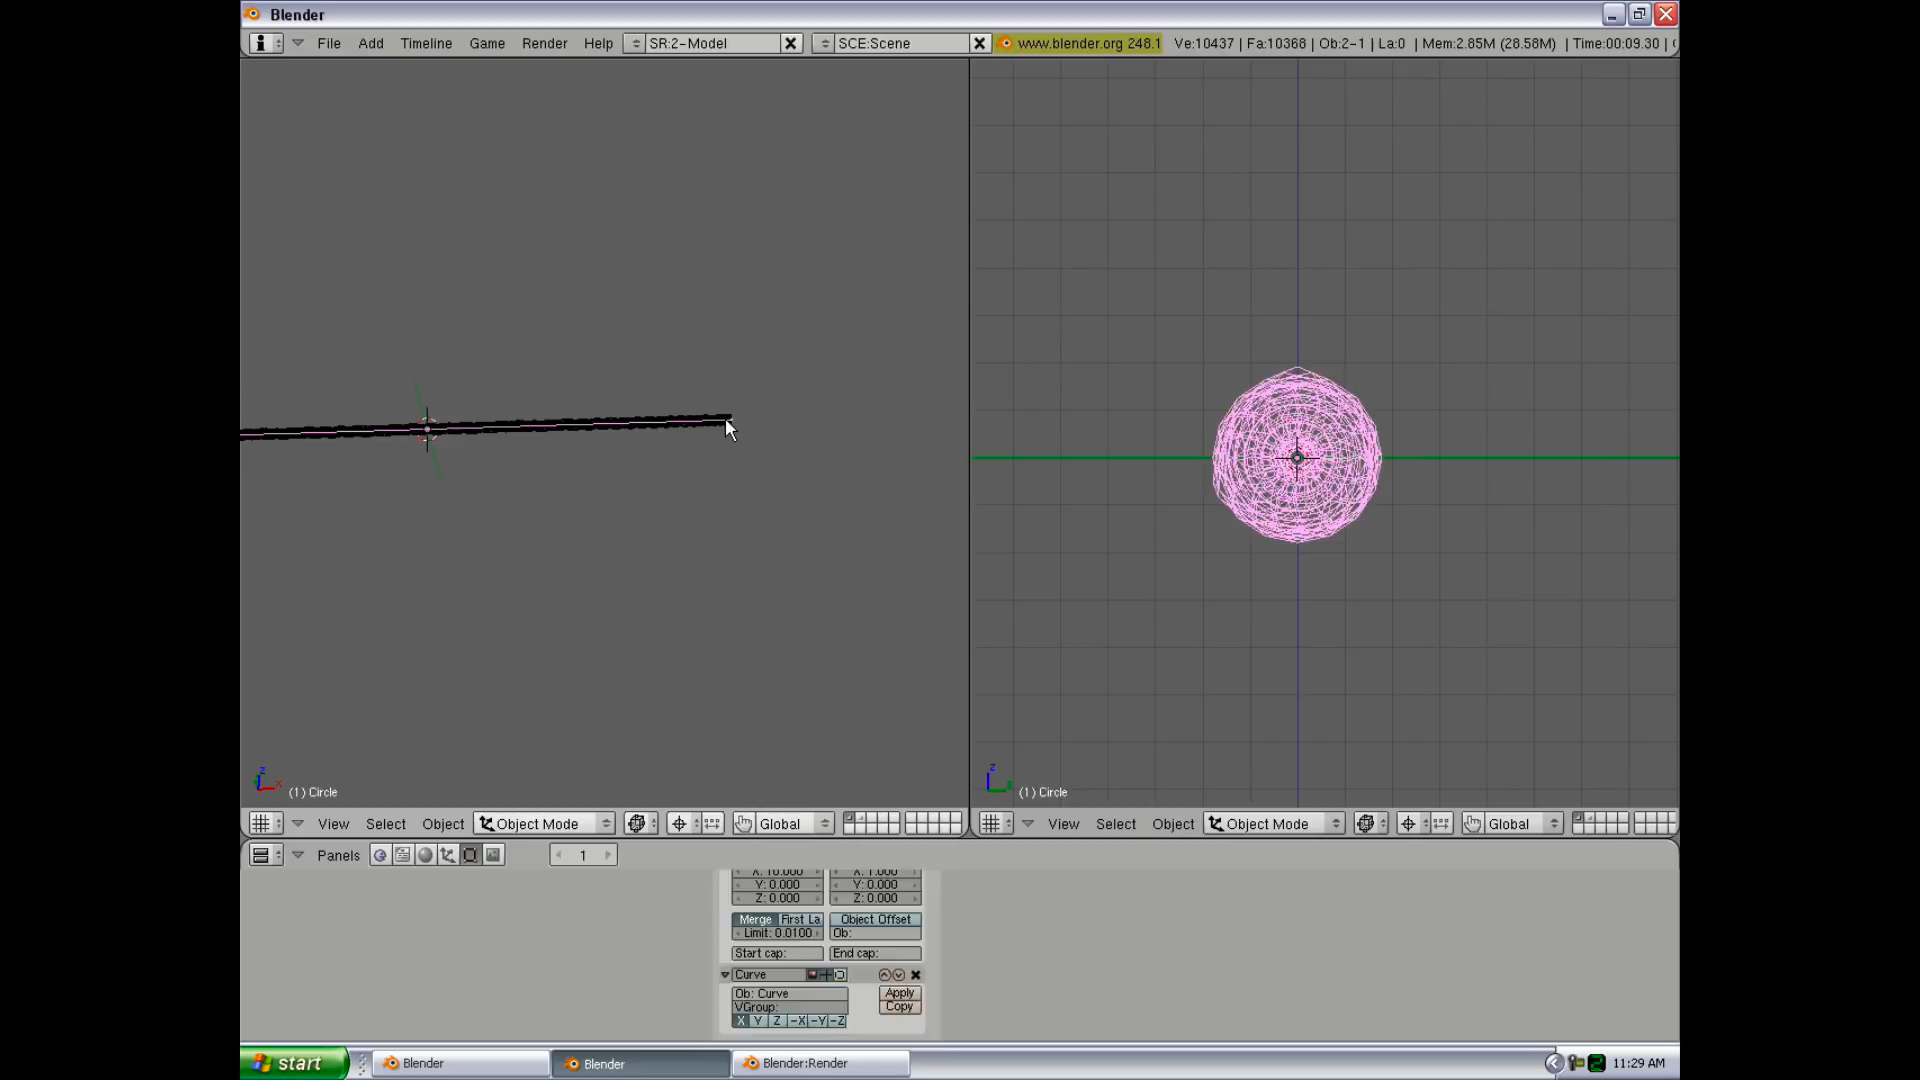 Blender
File Add Timeline Game Render Help SR:2-Model SCE:Scene www.blender.org 248.1 Ve:10437 | Fa:10368 | Ob:2-1 | La:0 | Mem:2.85M (28.58M) | Time:00:09.30 |
z x
(1) Circle
z
(1) Circle
View Select Object Object Mode Global
View Select Object Object Mode Global
Panels 1
X: 10.000 X: 1.000
Y: 0.000 Y: 0.000
Z: 0.000 Z: 0.000
Merge First La Object Offset
Limit: 0.0100 Ob:
Start cap: End cap:
Curve
Ob: Curve Apply
VGroup: Copy
X Y Z -X -Y -Z
start Blender Blender Blender:Render 11:29 AM